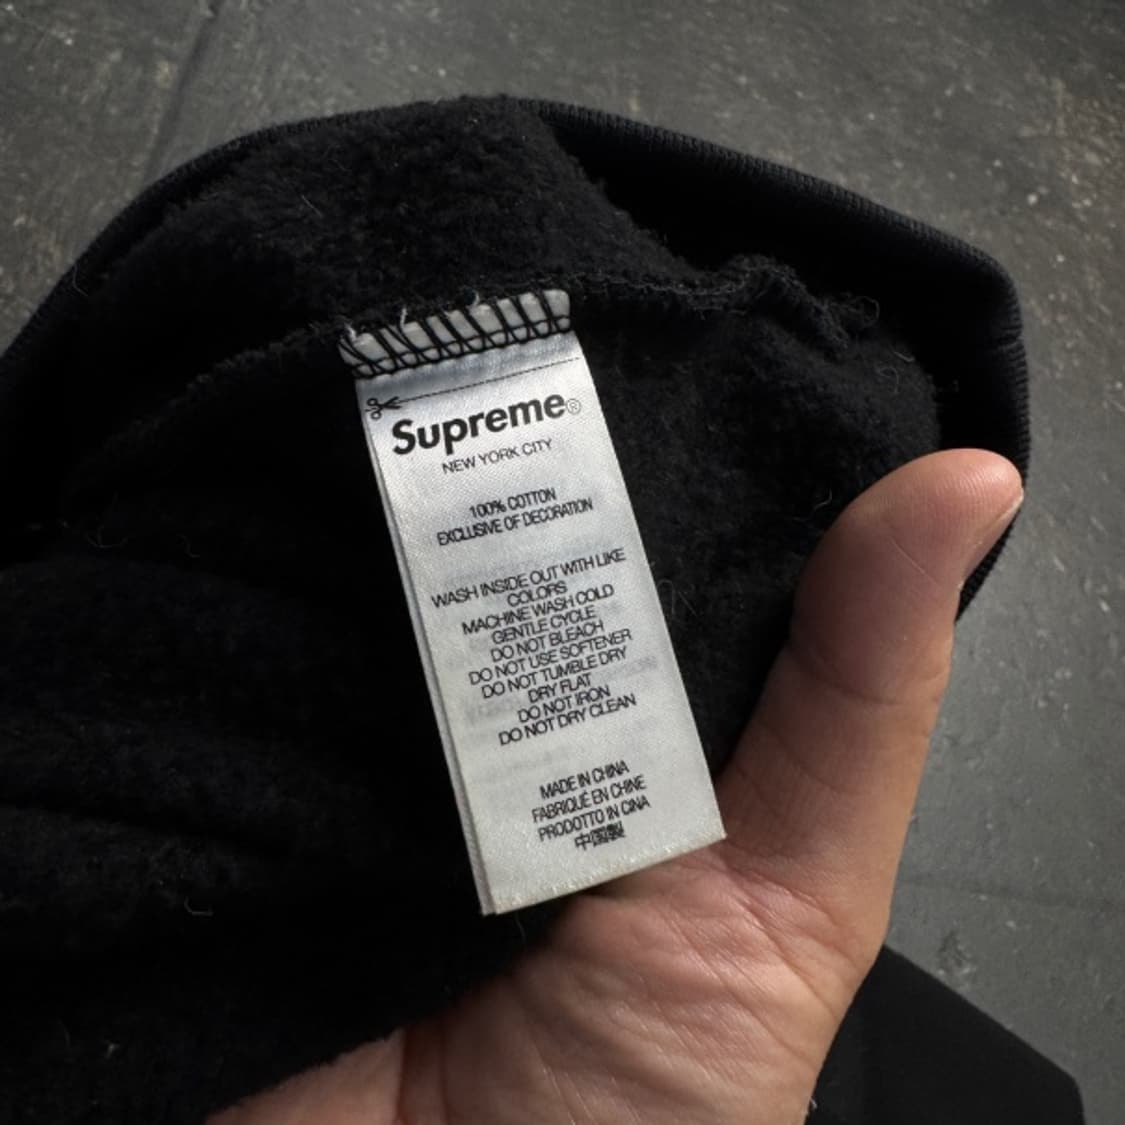 Supreme®
NEW YORK CITY
100% COTTON
EXCLUSIVE OF DECORATION
WASH INSIDE OUT WITH LIKE
COLORS
MACHINE WASH COLD
GENTLE CYCLE
DO NOT BLEACH
DO NOT USE SOFTENER
DO NOT TUMBLE DRY
DRY FLAT
DO NOT IRON
DO NOT DRY CLEAN
MADE IN CHINA
FABRIQUÉ EN CHINE
PRODOTTO IN CINA
中国製